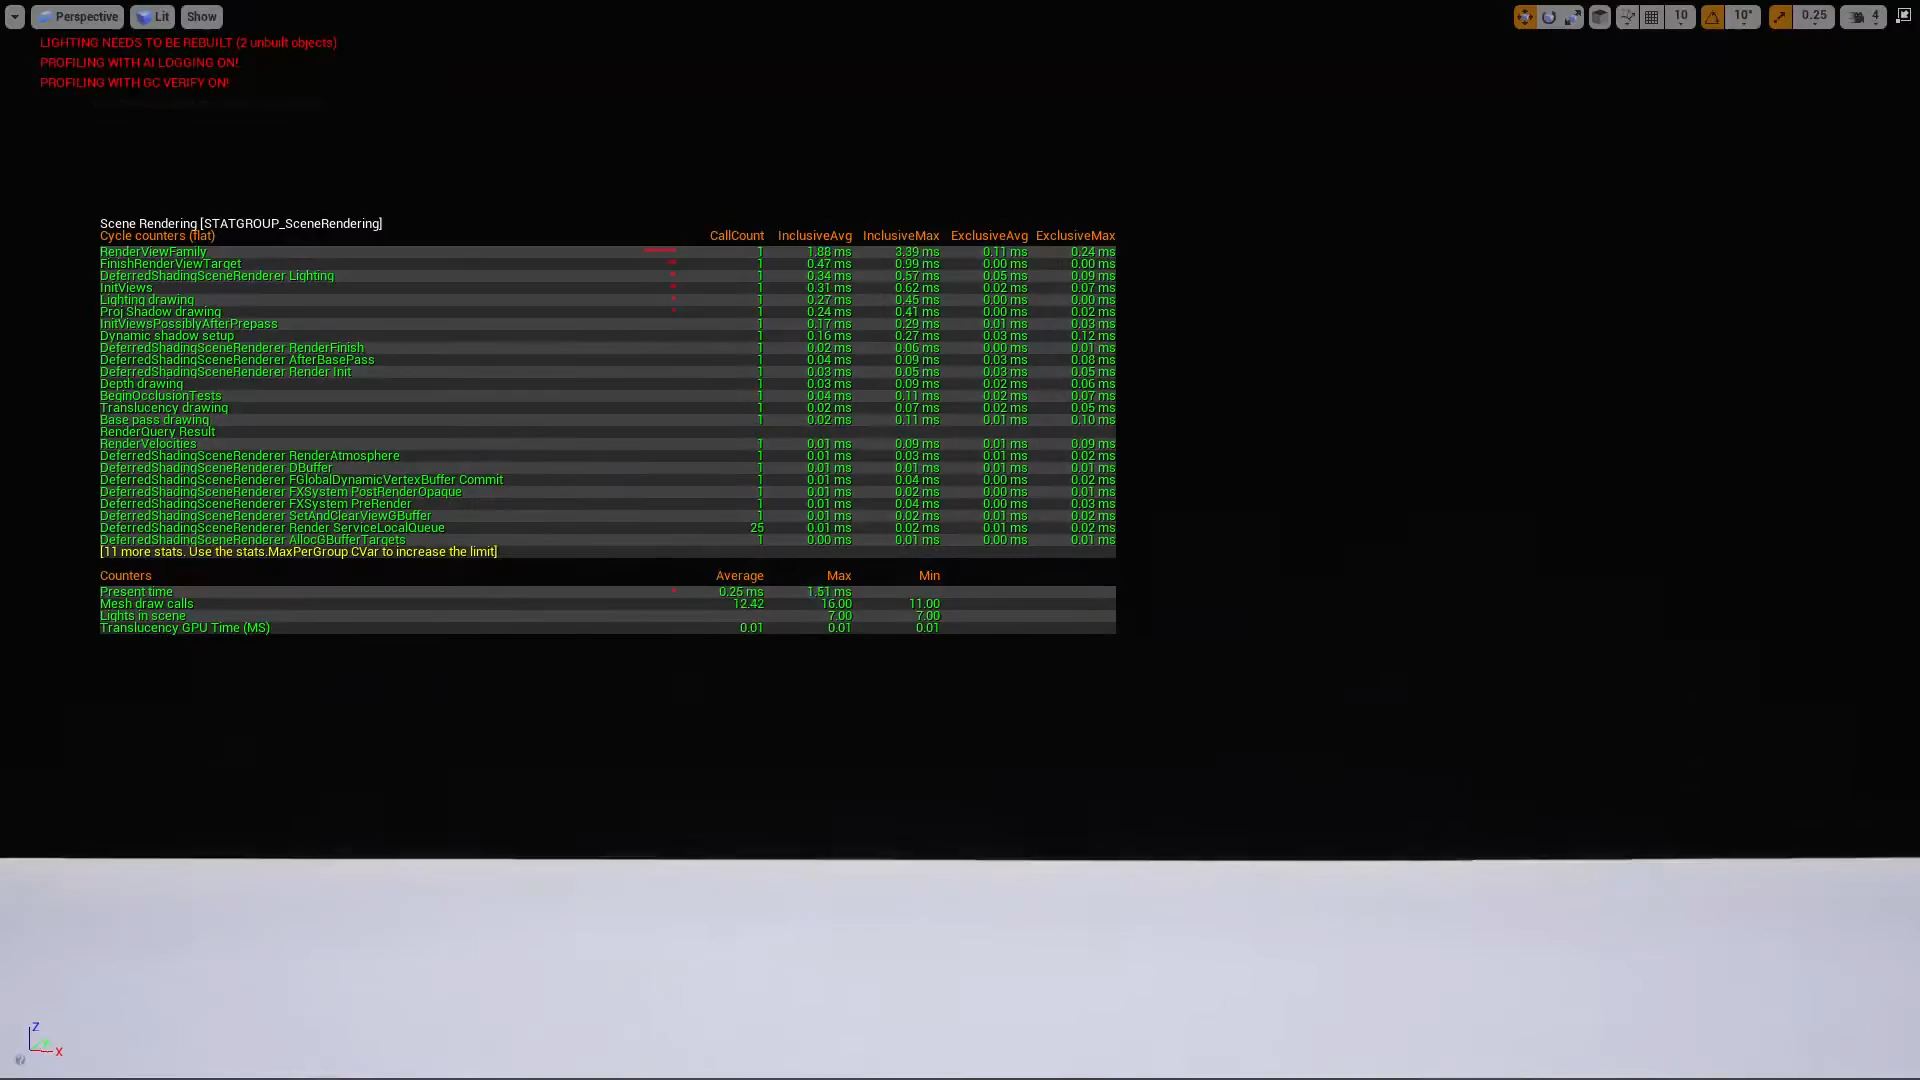 Perspective Lit Show 10 10° 0.25 4
LIGHTING NEEDS TO BE REBUILT (2 unbuilt objects)
PROFILING WITH AI LOGGING ON!
PROFILING WITH GC VERIFY ON!
Scene Rendering [STATGROUP_SceneRendering]
Cycle counters (flat) CallCount InclusiveAvg InclusiveMax ExclusiveAvg ExclusiveMax
RenderViewFamily 1 1.88 ms 3.39 ms 0.11 ms 0.24 ms
FinishRenderViewTarget 1 0.47 ms 0.99 ms 0.00 ms 0.00 ms
DeferredShadingSceneRenderer Lighting 1 0.34 ms 0.57 ms 0.05 ms 0.09 ms
InitViews 1 0.31 ms 0.62 ms 0.02 ms 0.07 ms
Lighting drawing 1 0.27 ms 0.45 ms 0.00 ms 0.00 ms
Proj Shadow drawing 1 0.24 ms 0.41 ms 0.00 ms 0.02 ms
InitViewsPossiblyAfterPrepass 1 0.17 ms 0.29 ms 0.01 ms 0.03 ms
Dynamic shadow setup 1 0.16 ms 0.27 ms 0.03 ms 0.12 ms
DeferredShadingSceneRenderer RenderFinish 1 0.02 ms 0.06 ms 0.00 ms 0.01 ms
DeferredShadingSceneRenderer AfterBasePass 1 0.04 ms 0.09 ms 0.03 ms 0.08 ms
DeferredShadingSceneRenderer Render Init 1 0.03 ms 0.05 ms 0.03 ms 0.05 ms
Depth drawing 1 0.03 ms 0.09 ms 0.02 ms 0.06 ms
BeginOcclusionTests 1 0.04 ms 0.11 ms 0.02 ms 0.07 ms
Translucency drawing 1 0.02 ms 0.07 ms 0.02 ms 0.05 ms
Base pass drawing 1 0.02 ms 0.11 ms 0.01 ms 0.10 ms
RenderQuery Result
RenderVelocities 1 0.01 ms 0.09 ms 0.01 ms 0.09 ms
DeferredShadingSceneRenderer RenderAtmosphere 1 0.01 ms 0.03 ms 0.01 ms 0.02 ms
DeferredShadingSceneRenderer DBuffer 1 0.01 ms 0.01 ms 0.01 ms 0.01 ms
DeferredShadingSceneRenderer FGlobalDynamicVertexBuffer Commit 1 0.01 ms 0.04 ms 0.00 ms 0.02 ms
DeferredShadingSceneRenderer FXSystem PostRenderOpaque 1 0.01 ms 0.02 ms 0.00 ms 0.01 ms
DeferredShadingSceneRenderer FXSystem PreRender 1 0.01 ms 0.04 ms 0.00 ms 0.03 ms
DeferredShadingSceneRenderer SetAndClearViewGBuffer 1 0.01 ms 0.02 ms 0.01 ms 0.02 ms
DeferredShadingSceneRenderer Render ServiceLocalQueue 25 0.01 ms 0.02 ms 0.01 ms 0.02 ms
DeferredShadingSceneRenderer AllocGBufferTargets 1 0.00 ms 0.01 ms 0.00 ms 0.01 ms
[11 more stats. Use the stats.MaxPerGroup CVar to increase the limit]
Counters Average Max Min
Present time 0.25 ms 1.51 ms
Mesh draw calls 12.42 16.00 11.00
Lights in scene 7.00 7.00
Translucency GPU Time (MS) 0.01 0.01 0.01
Z
Y
X